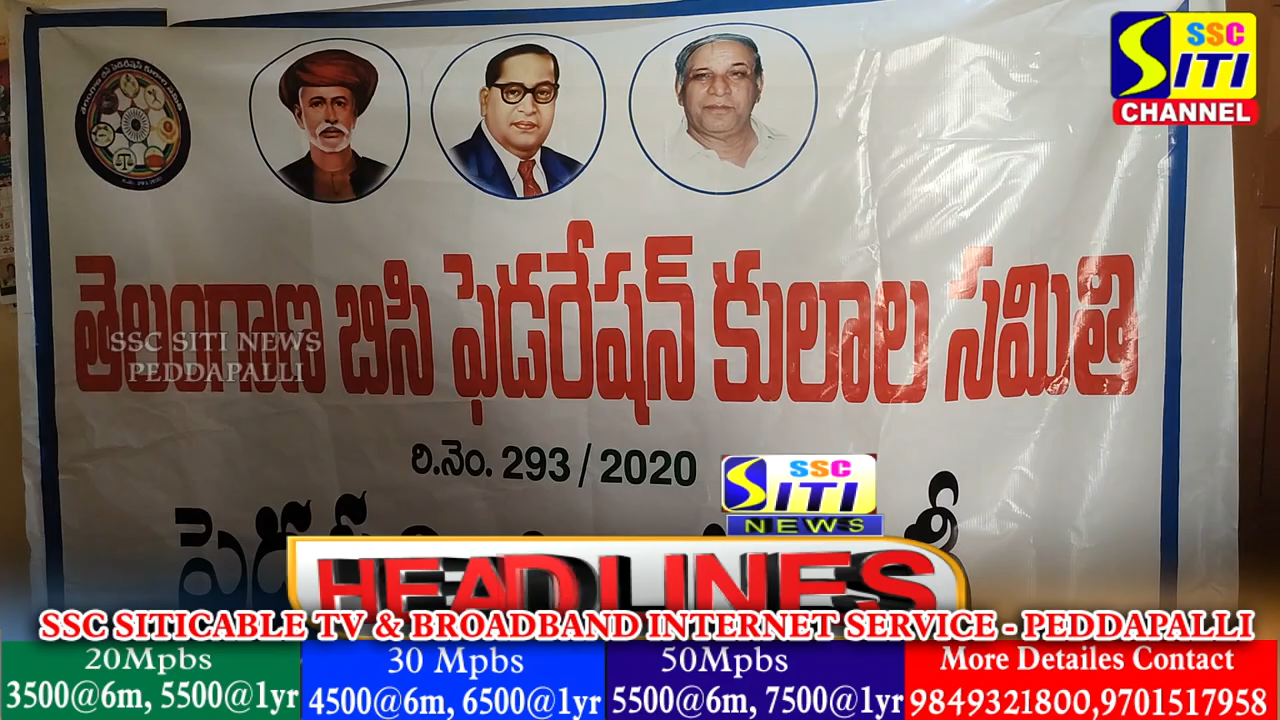 SSC
SITI
CHANNEL
తెలంగాణ బిసి ఫెడరేషన్ కులాల సమితి
SSC SITI NEWS
PEDDAPALLI
రి.నెం. 293 / 2020
SSC
SITI
NEWS
HEADLINES
SSC SITICABLE TV & BROADBAND INTERNET SERVICE - PEDDAPALLI
20Mpbs 30 Mpbs 50Mpbs More Detailes Contact
3500@6m, 5500@1yr 4500@6m, 6500@1yr 5500@6m, 7500@1yr 9849321800,9701517958